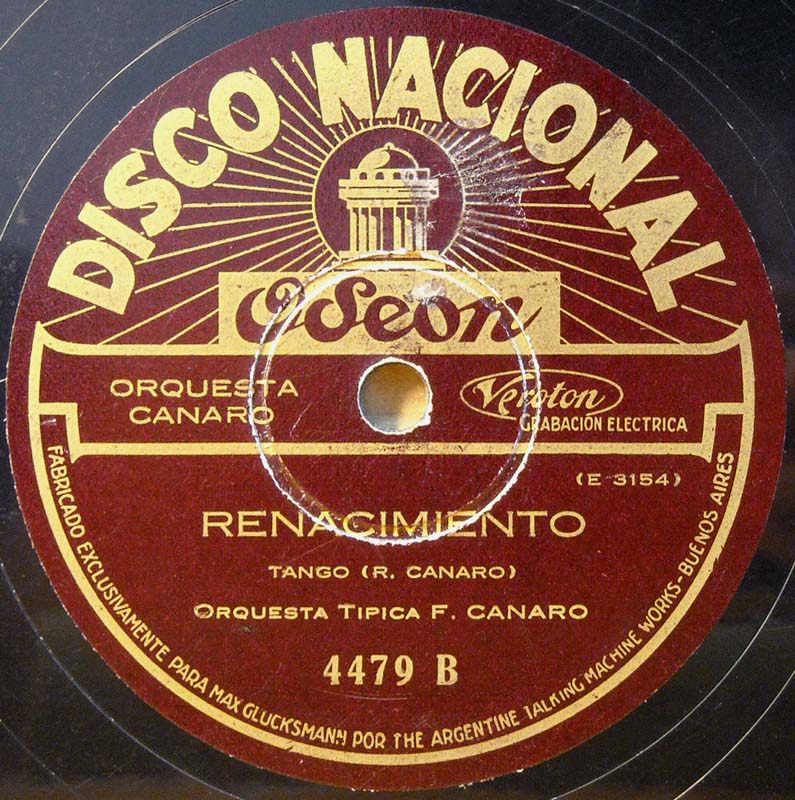 DISCO NACIONAL
Odeon
ORQUESTA
CANARO
Veroton
GRABACIÓN ELECTRICA
(E 3154)
RENACIMIENTO
TANGO (R. CANARO)
ORQUESTA TIPICA F. CANARO
4479 B
FABRICADO EXCLUSIVAMENTE PARA MAX GLUCKSMANN POR THE ARGENTINE TALKING MACHINE WORKS-BUENOS AIRES